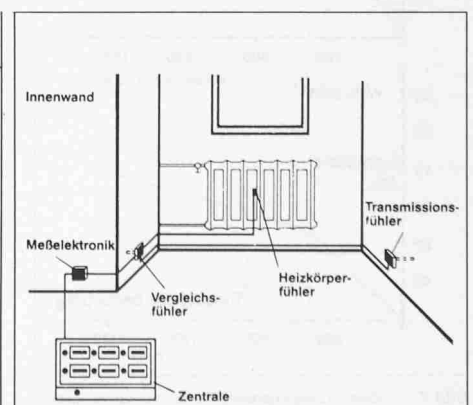 Innenwand
Transmissions-
fühler
Meßelektronik
Heizkörper-
fühler
Vergleichs-
fühler
Zentrale